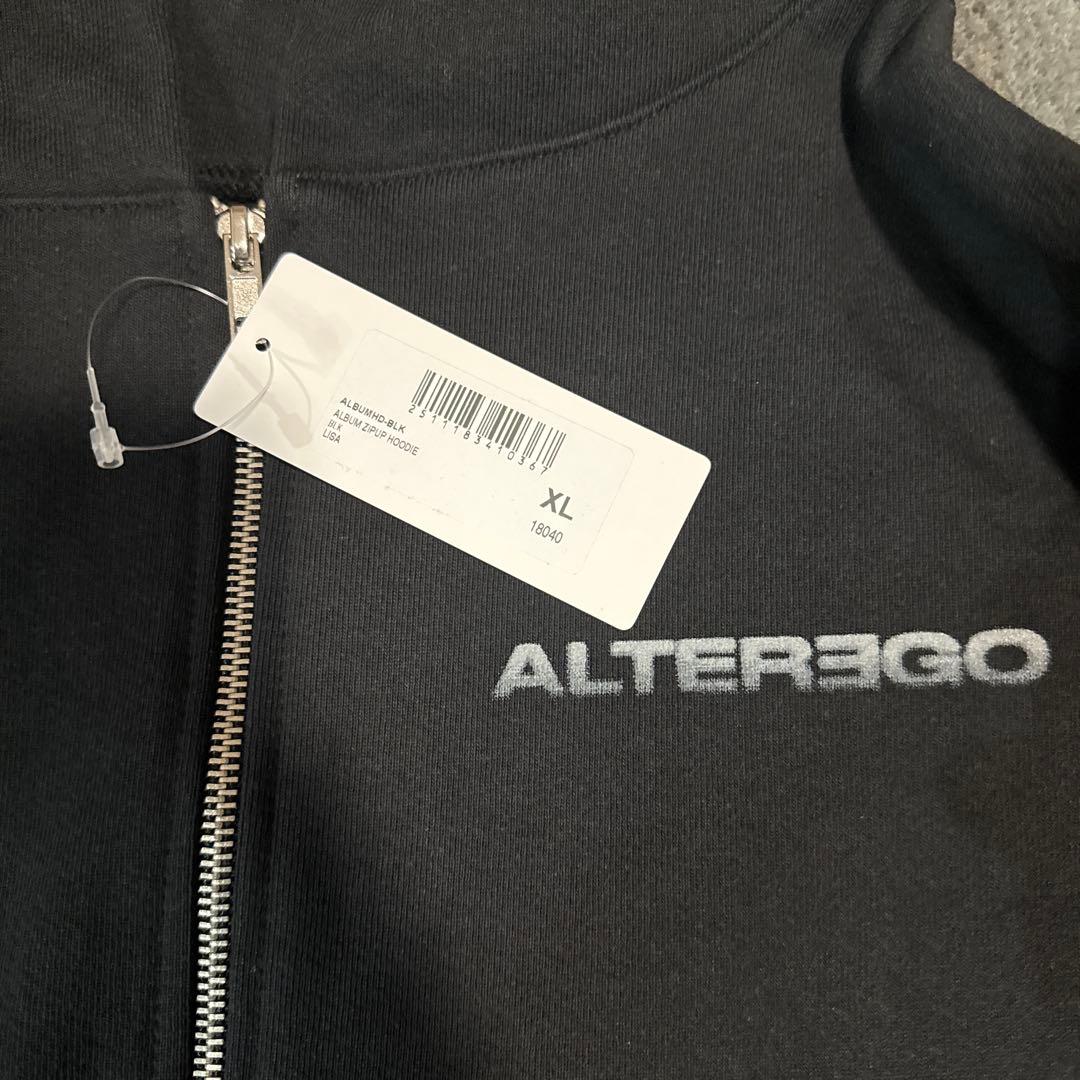 ALBUMHD-BLK
ALBUM ZIPUP HOODIE
BLK
LISA
2511183410367
XL
18040
ALTERƎGO